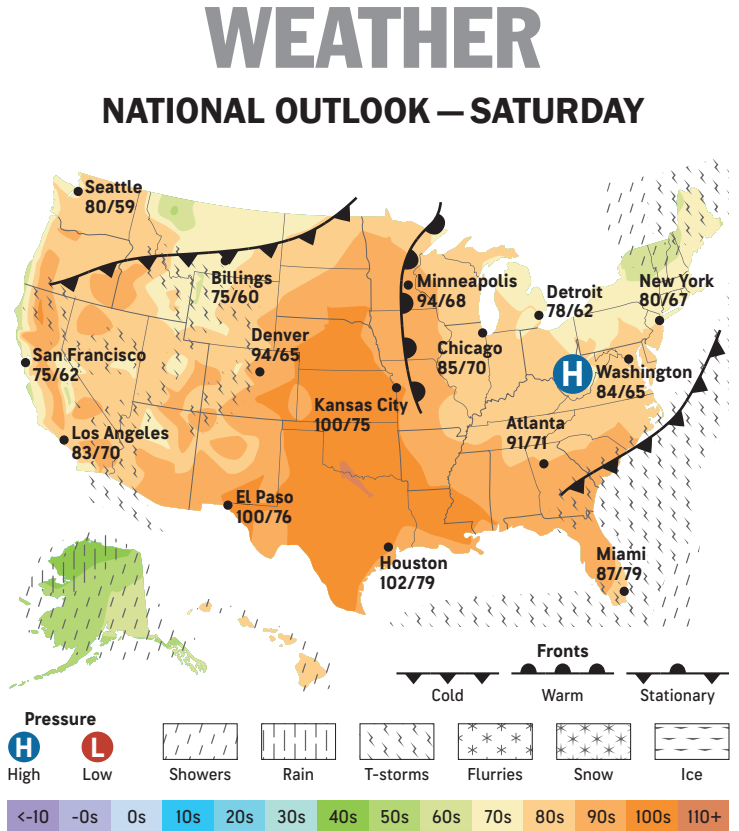 WEATHER
NATIONAL OUTLOOK — SATURDAY
Seattle
80/59
Billings
75/60
Minneapolis
94/68
Detroit
78/62
New York
80/67
Denver
94/65
Chicago
85/70
H
Washington
84/65
San Francisco
75/62
Kansas City
100/75
Los Angeles
83/70
Atlanta
91/71
El Paso
100/76
Houston
102/79
Miami
87/79
Fronts
Cold Warm Stationary
Pressure
H L
High Low Showers Rain T-storms Flurries Snow Ice
<-10 -0s 0s 10s 20s 30s 40s 50s 60s 70s 80s 90s 100s 110+